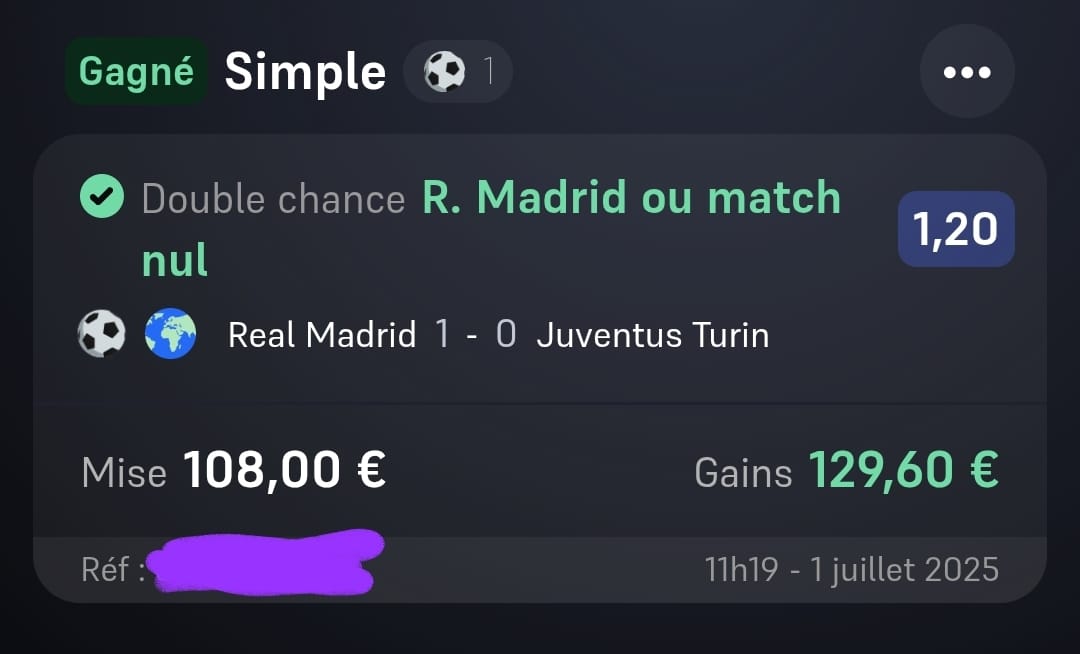 Gagné Simple 1
Double chance R. Madrid ou match
nul
1,20
Real Madrid 1 - 0 Juventus Turin
Mise 108,00 € Gains 129,60 €
Réf : 11h19 - 1 juillet 2025